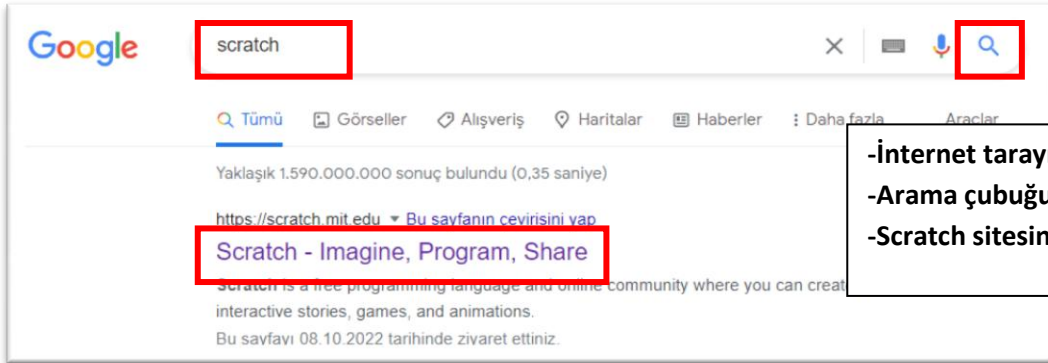 Google scratch
Tümü Görseller Alışveriş Haritalar Haberler Daha fazla Araçlar
Yaklaşık 1.590.000.000 sonuç bulundu (0,35 saniye)
https://scratch.mit.edu Bu sayfanın çevirisini yap
Scratch - Imagine, Program, Share
Scratch is a free programming language and online community where you can create
interactive stories, games, and animations.
Bu sayfayı 08.10.2022 tarihinde ziyaret ettiniz.
-İnternet
-Arama çubuğu
-Scratch